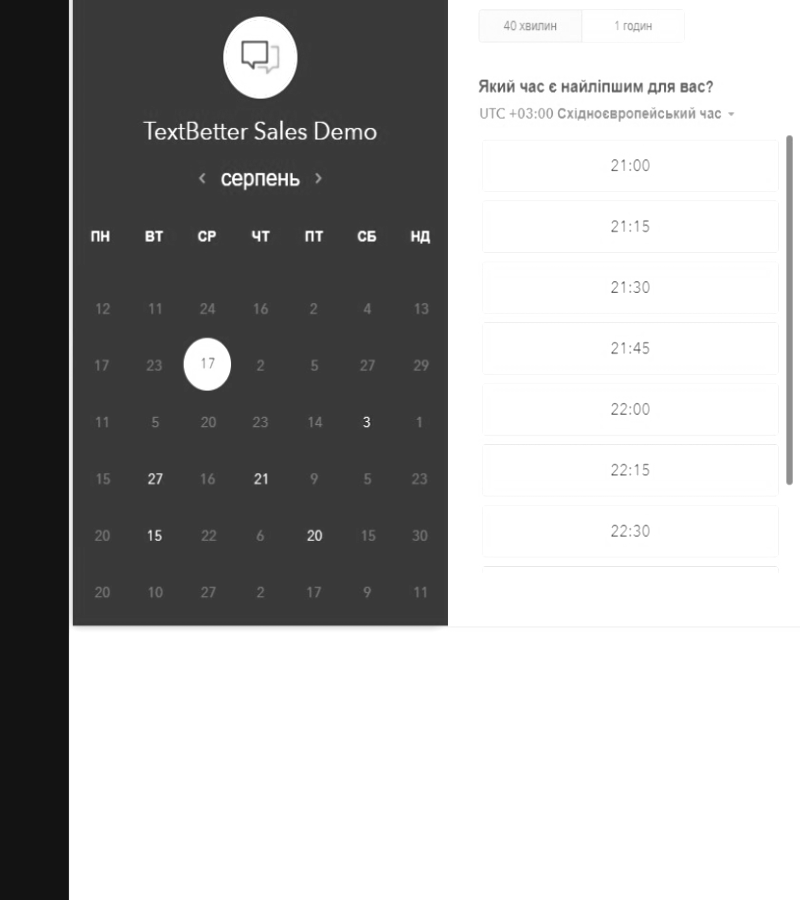 TextBetter Sales Demo
серпень
ПН ВТ СР ЧТ ПТ СБ НД
12 11 24 16 2 4 13
17 23 17 2 5 27 29
11 5 20 23 14 3 1
15 27 16 21 9 5 23
20 15 22 6 20 15 30
20 10 27 2 17 9 11
40 хвилин 1 годин
Який час є найліпшим для вас?
UTC +03:00 Східноєвропейський час
21:00
21:15
21:30
21:45
22:00
22:15
22:30